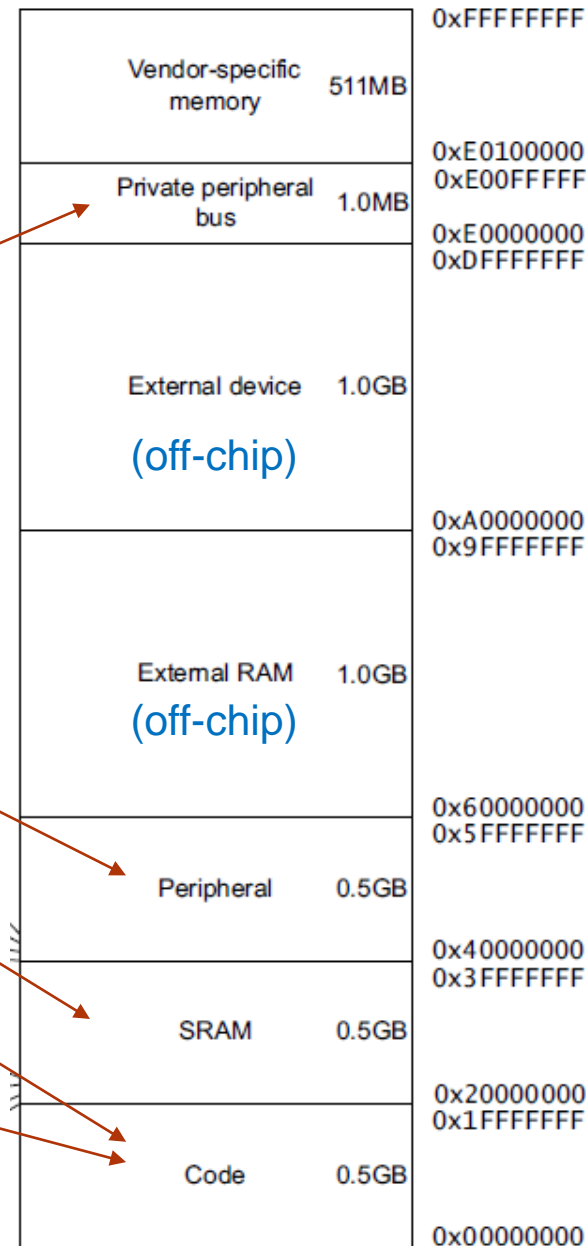 0xFFFFFFFF
Vendor-specific
memory
511MB
0xE0100000
0xE00FFFFF
Private peripheral
bus
1.0MB
0xE0000000
0xDFFFFFFF
External device 1.0GB
(off-chip)
0xA0000000
0x9FFFFFFF
External RAM 1.0GB
(off-chip)
0x60000000
0x5FFFFFFF
Peripheral 0.5GB
0x40000000
0x3FFFFFFF
SRAM 0.5GB
0x20000000
0x1FFFFFFF
Code 0.5GB
0x00000000